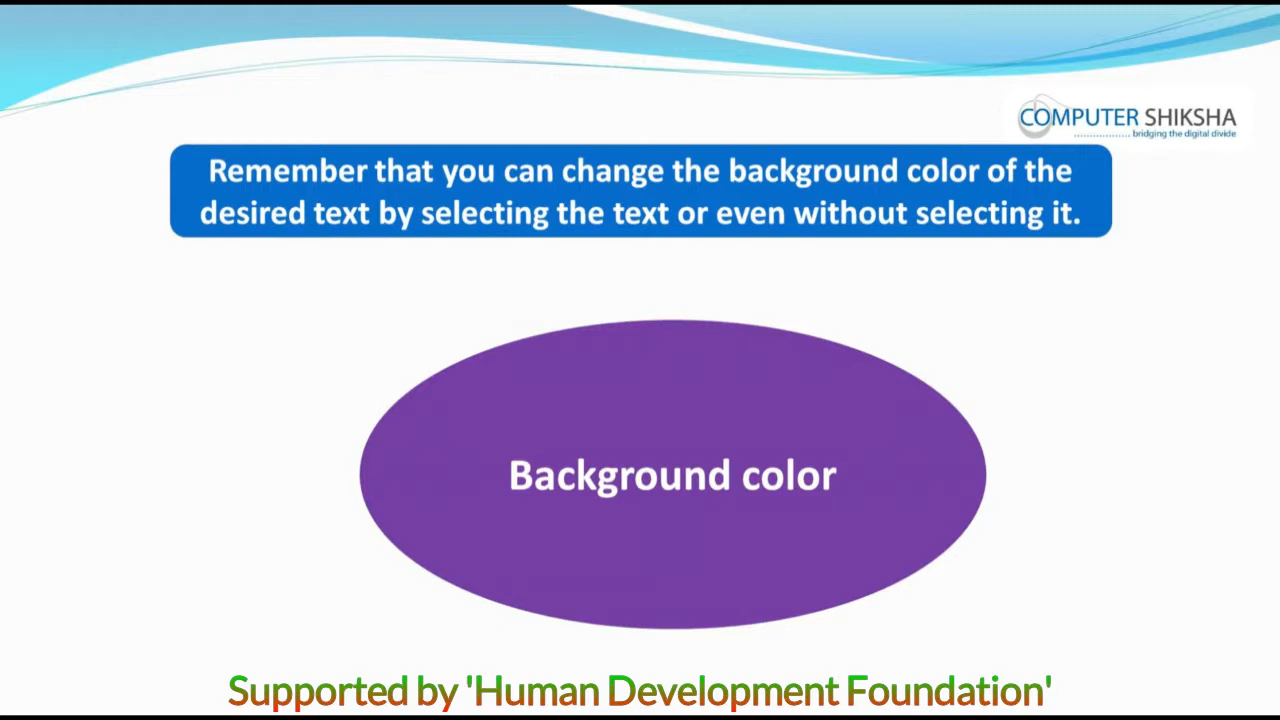 COMPUTER SHIKSHA
bridging the digital divide
Remember that you can change the background color of the
desired text by selecting the text or even without selecting it.
Background color
Supported by 'Human Development Foundation'